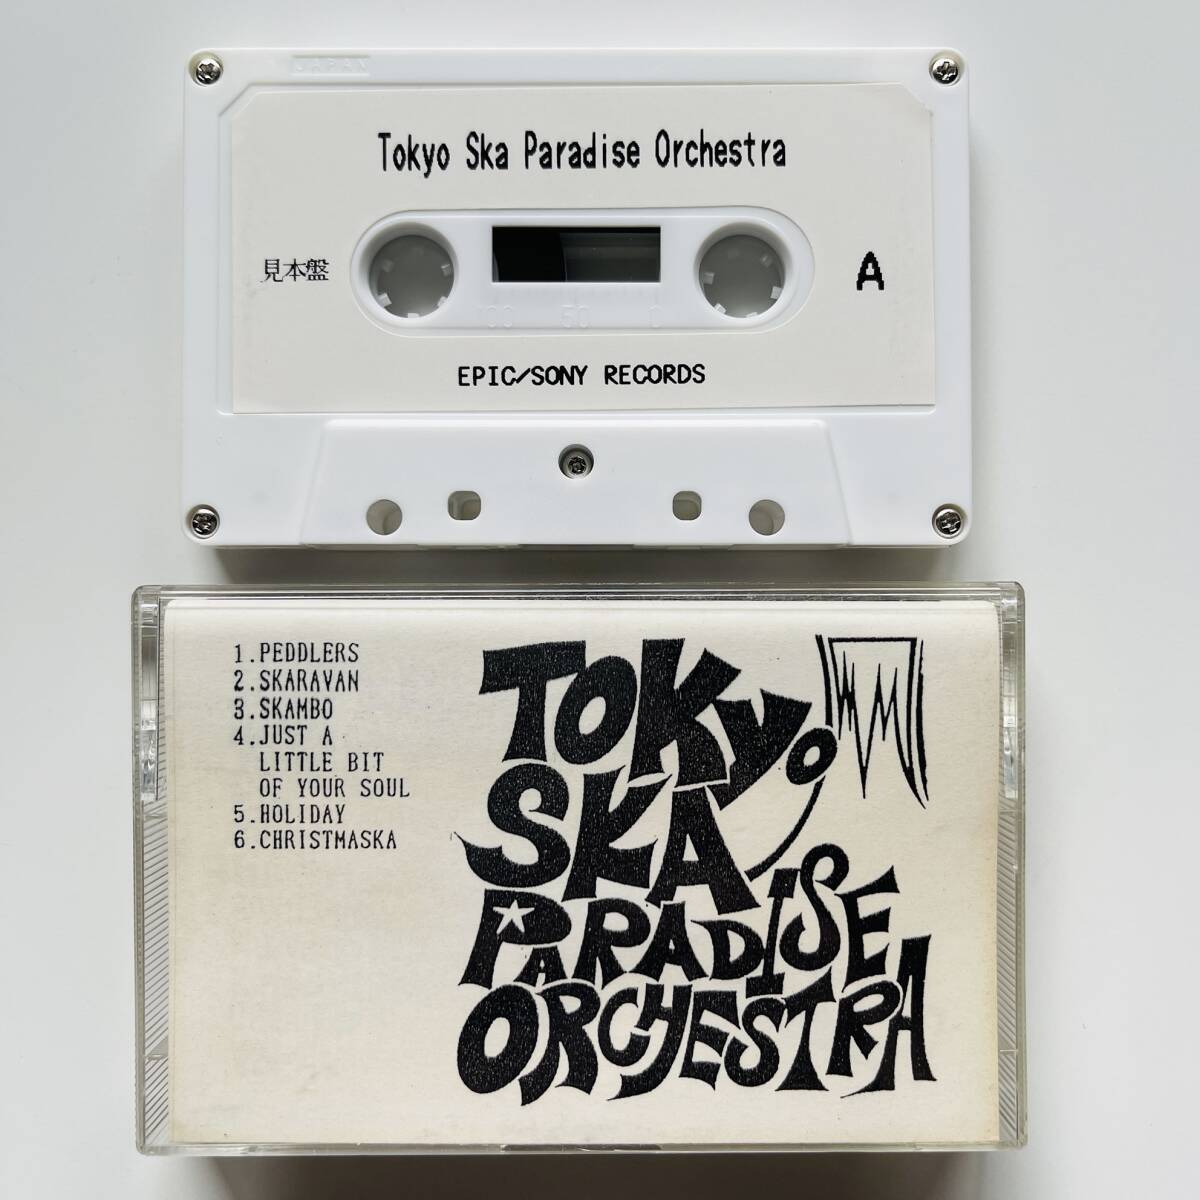 JAPAN
Tokyo Ska Paradise Orchestra
見本盤
A
100 50 0
EPIC/SONY RECORDS
1.PEDDLERS
2.SKARAVAN
3.SKAMBO
4.JUST A
LITTLE BIT
OF YOUR SOUL
5.HOLIDAY
6.CHRISTMASKA
TOKYO
SKA
PARADISE
ORCHESTRA